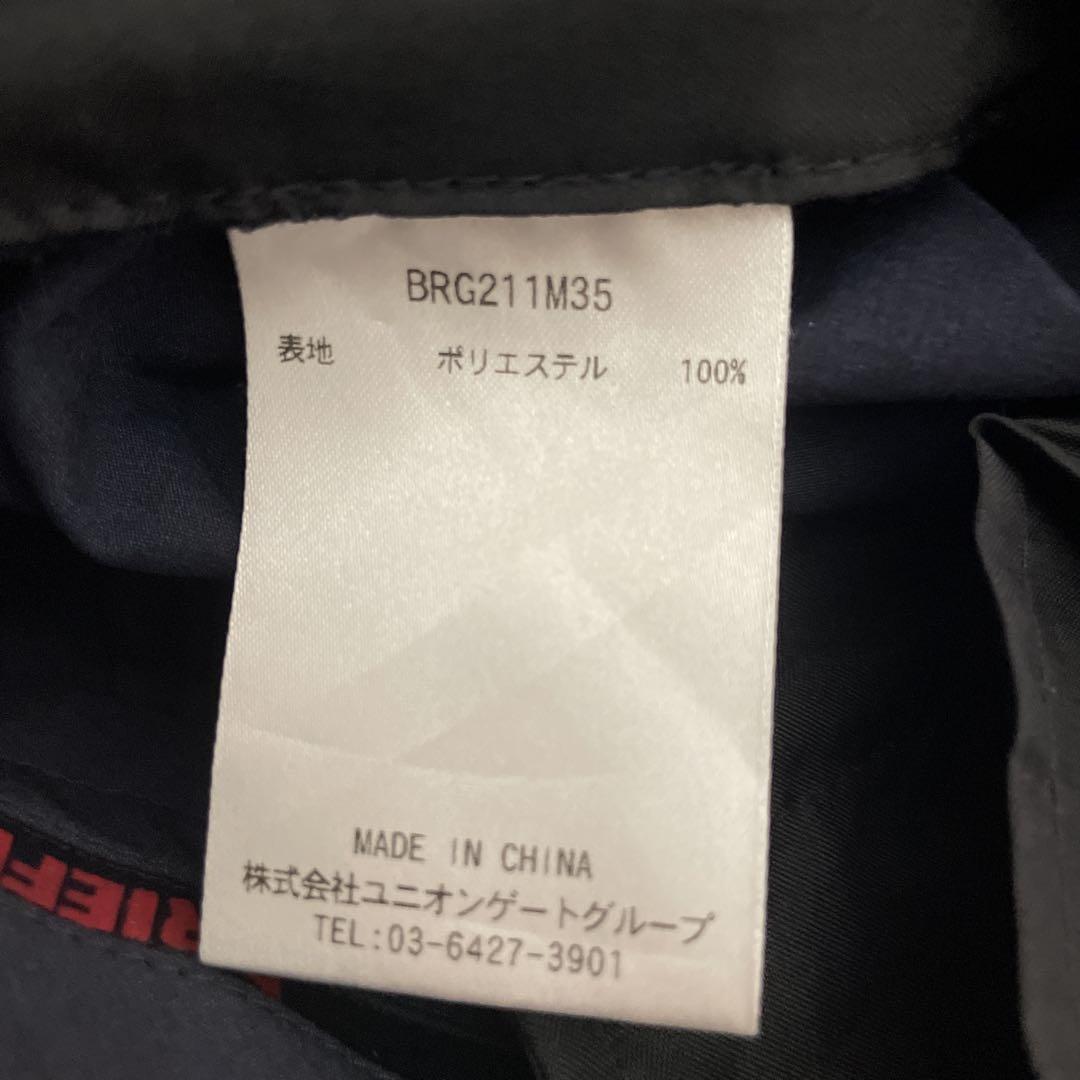 BRG211M35
表地 ポリエステル 100%
MADE IN CHINA
株式会社ユニオンゲートグループ
TEL:03-6427-3901
RIEF